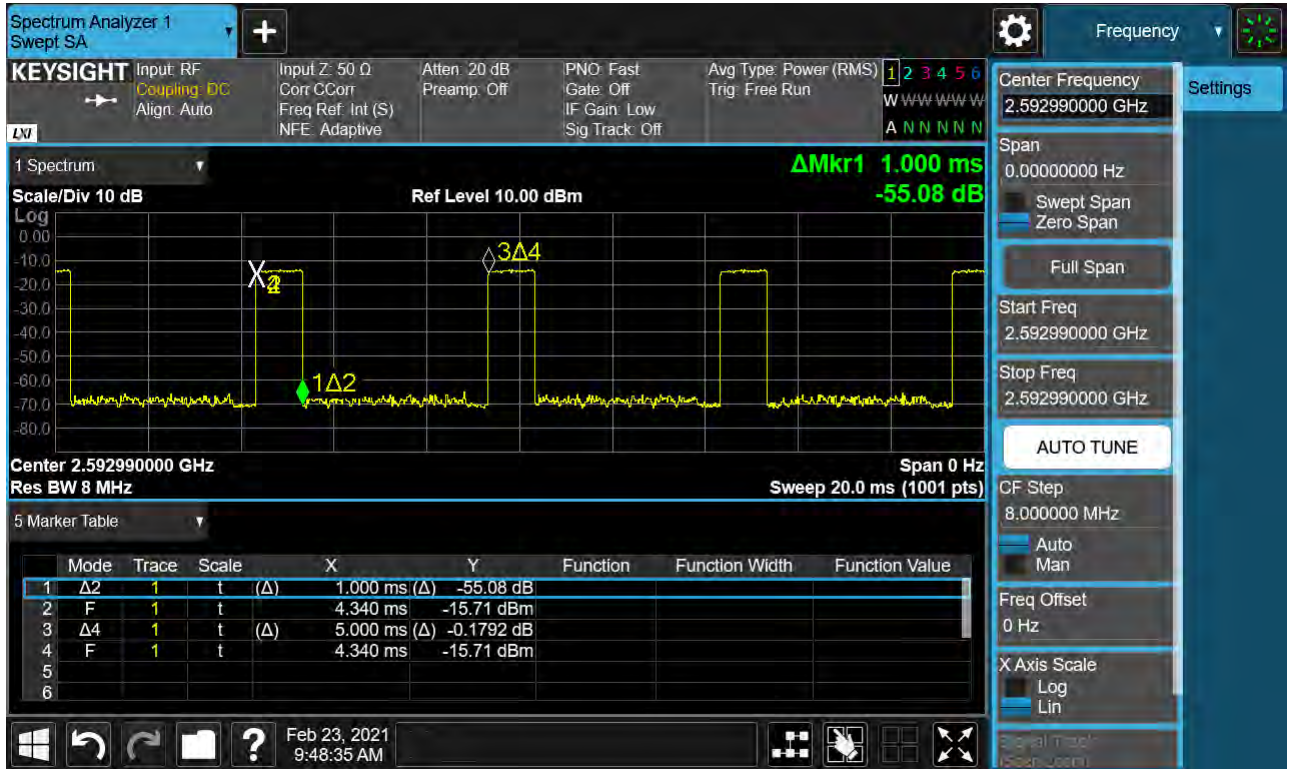 Spectrum Analyzer 1
Swept SA
Frequency
KEYSIGHT
Input: RF
Coupling: DC
Align: Auto
Input Z: 50 Ω
Corr CCorr
Freq Ref: Int (S)
NFE: Adaptive
Atten: 20 dB
Preamp: Off
PNO: Fast
Gate: Off
IF Gain: Low
Sig Track: Off
Avg Type: Power (RMS)
Trig: Free Run
1 2 3 4 5 6
W W W W W W
A N N N N N
LXI
Center Frequency
2.592990000 GHz
Settings
1 Spectrum
ΔMkr1 1.000 ms
-55.08 dB
Scale/Div 10 dB
Ref Level 10.00 dBm
Log
0.00
-10.0
-20.0
-30.0
-40.0
-50.0
-60.0
-70.0
-80.0
3Δ4
1Δ2
Center 2.592990000 GHz
Span 0 Hz
Res BW 8 MHz
Sweep 20.0 ms (1001 pts)
Span
0.00000000 Hz
Swept Span
Zero Span
Full Span
Start Freq
2.592990000 GHz
Stop Freq
2.592990000 GHz
AUTO TUNE
CF Step
8.000000 MHz
Auto
Man
Freq Offset
0 Hz
X Axis Scale
Log
Lin
5 Marker Table
Mode Trace Scale X Y Function Function Width Function Value
1 Δ2 1 t (Δ) 1.000 ms (Δ) -55.08 dB
2 F 1 t 4.340 ms -15.71 dBm
3 Δ4 1 t (Δ) 5.000 ms (Δ) -0.1792 dB
4 F 1 t 4.340 ms -15.71 dBm
5
6
?
Feb 23, 2021
9:48:35 AM